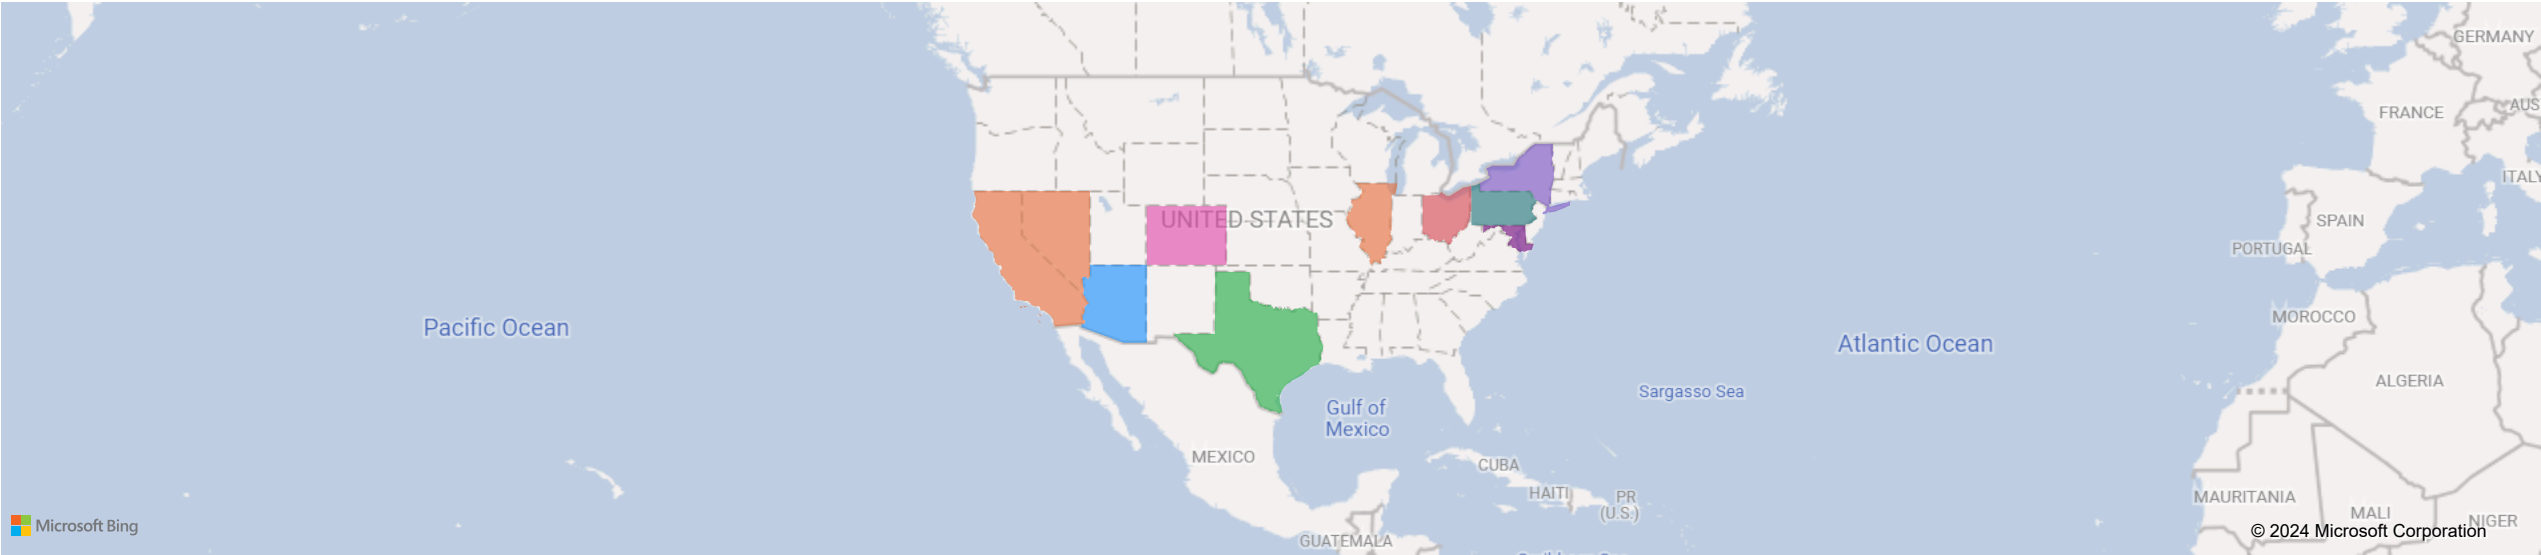 GERMANY
AUS
FRANCE
ITALY
UNITED STATES
SPAIN
PORTUGAL
MOROCCO
Pacific Ocean
Atlantic Ocean
ALGERIA
Sargasso Sea
Gulf of
Mexico
MEXICO
CUBA
HAITI
PR
(U.S.)
MAURITANIA
MALI
NIGER
Microsoft Bing
© 2024 Microsoft Corporation
GUATEMALA